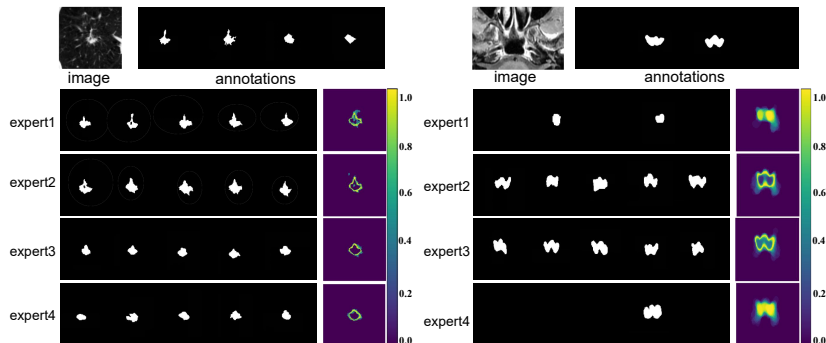 image
annotations
expert1
expert2
expert3
expert4
1.0
0.8
0.6
0.4
0.2
0.0
image
annotations
expert1
expert2
expert3
expert4
1.0
0.8
0.6
0.4
0.2
0.0